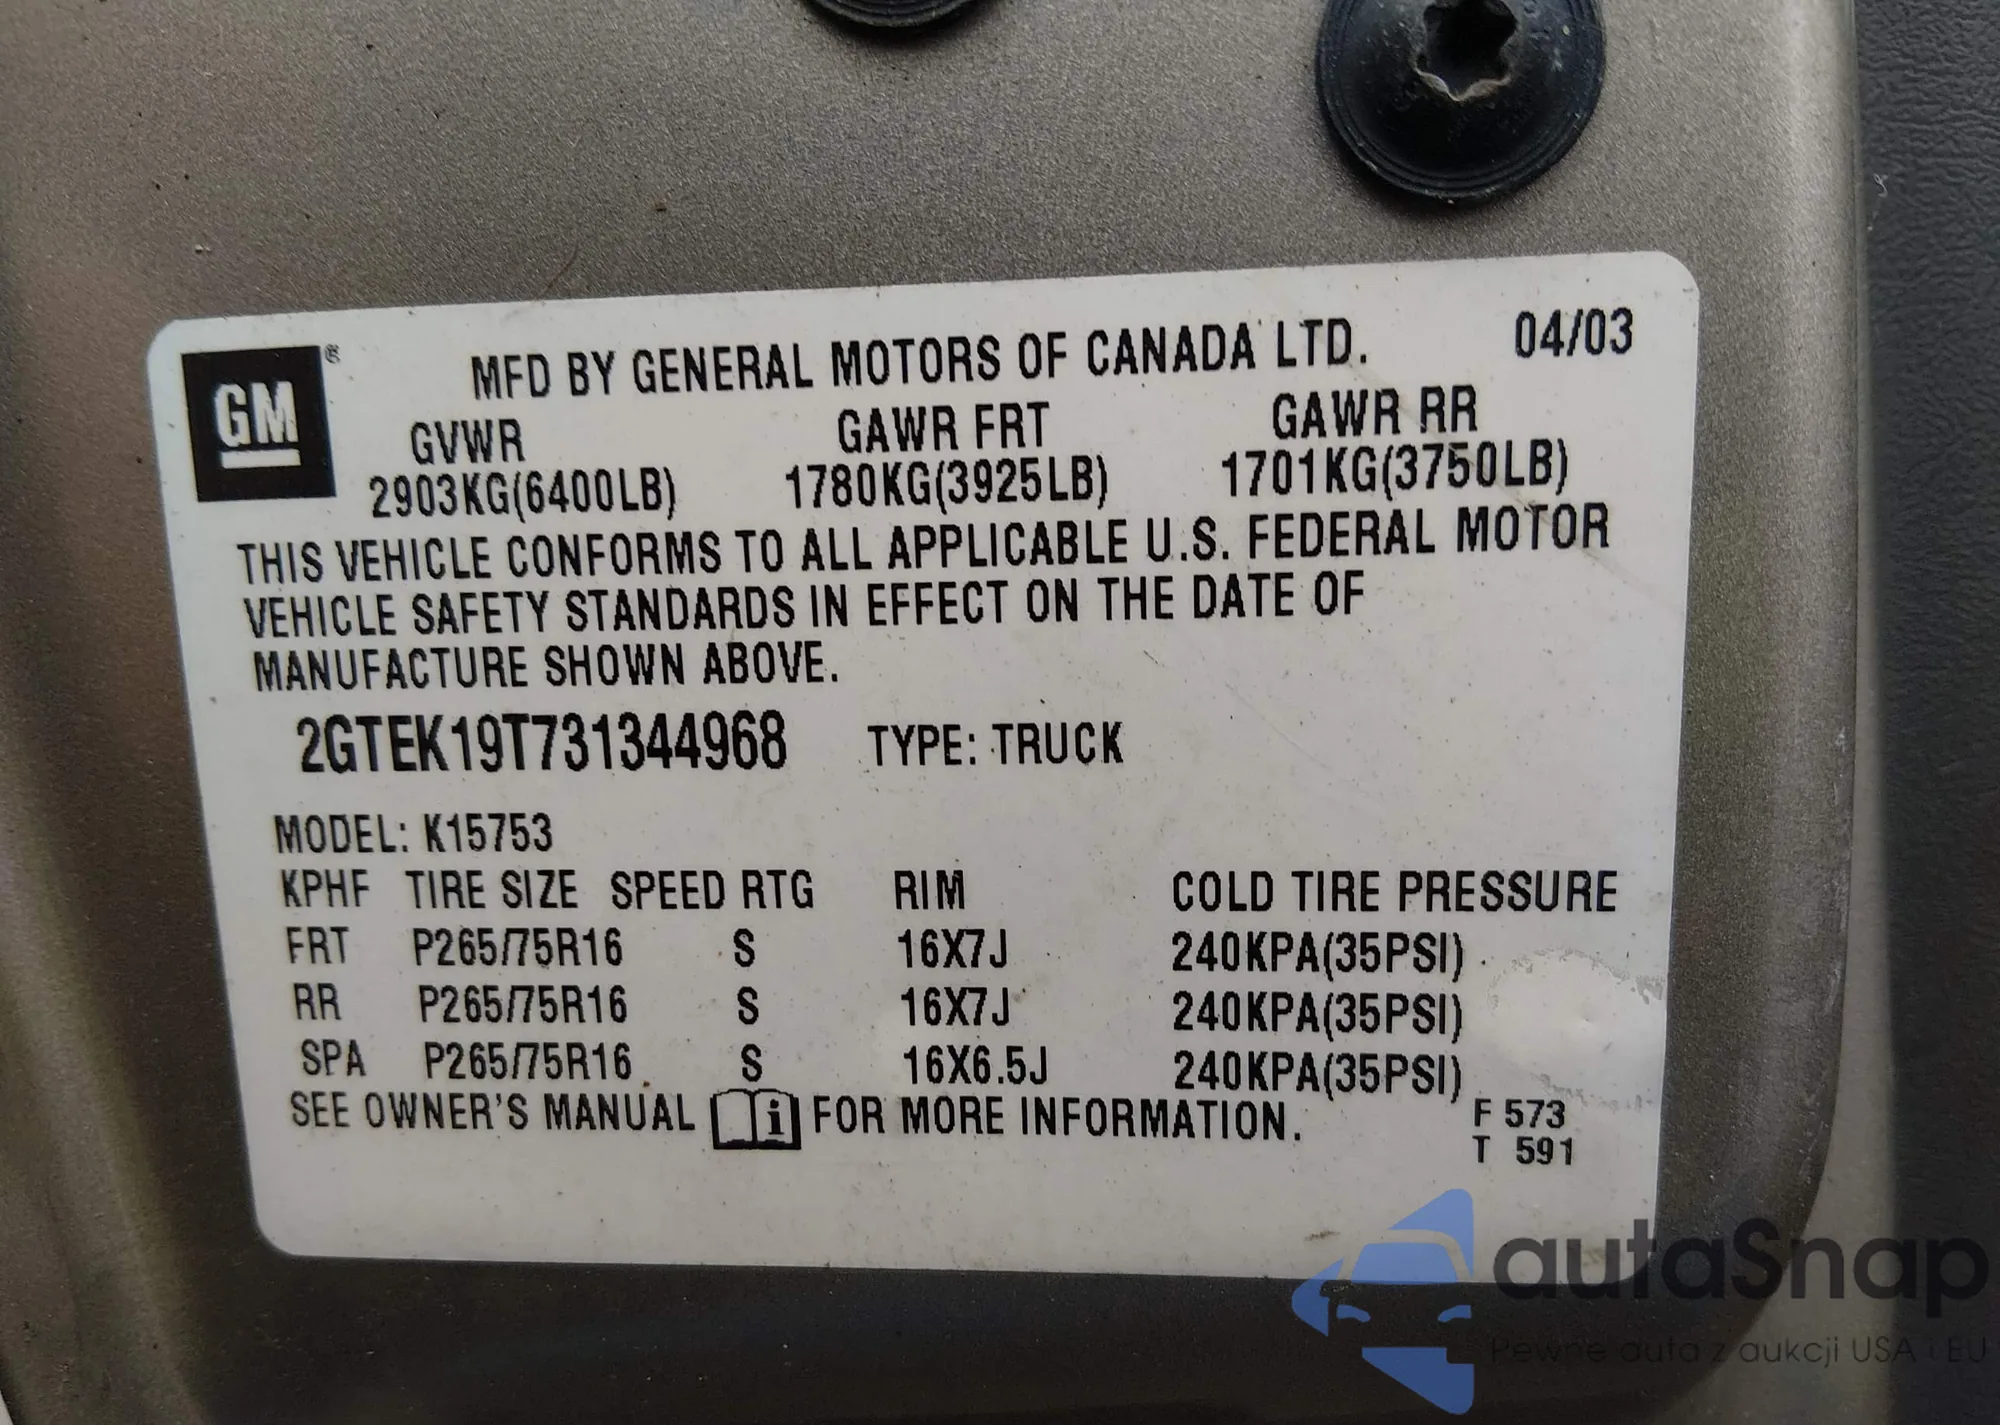 GM ®
MFD BY GENERAL MOTORS OF CANADA LTD. 04/03
GVWR GAWR FRT GAWR RR
2903KG(6400LB) 1780KG(3925LB) 1701KG(3750LB)
THIS VEHICLE CONFORMS TO ALL APPLICABLE U.S. FEDERAL MOTOR
VEHICLE SAFETY STANDARDS IN EFFECT ON THE DATE OF
MANUFACTURE SHOWN ABOVE.
2GTEK19T731344968 TYPE: TRUCK
MODEL: K15753
KPHF TIRE SIZE SPEED RTG RIM COLD TIRE PRESSURE
FRT P265/75R16 S 16X7J 240KPA(35PSI)
RR P265/75R16 S 16X7J 240KPA(35PSI)
SPA P265/75R16 S 16X6.5J 240KPA(35PSI)
SEE OWNER'S MANUAL i FOR MORE INFORMATION.
F 573
T 591
autaSnap
Pewne auta z aukcji USA i EU